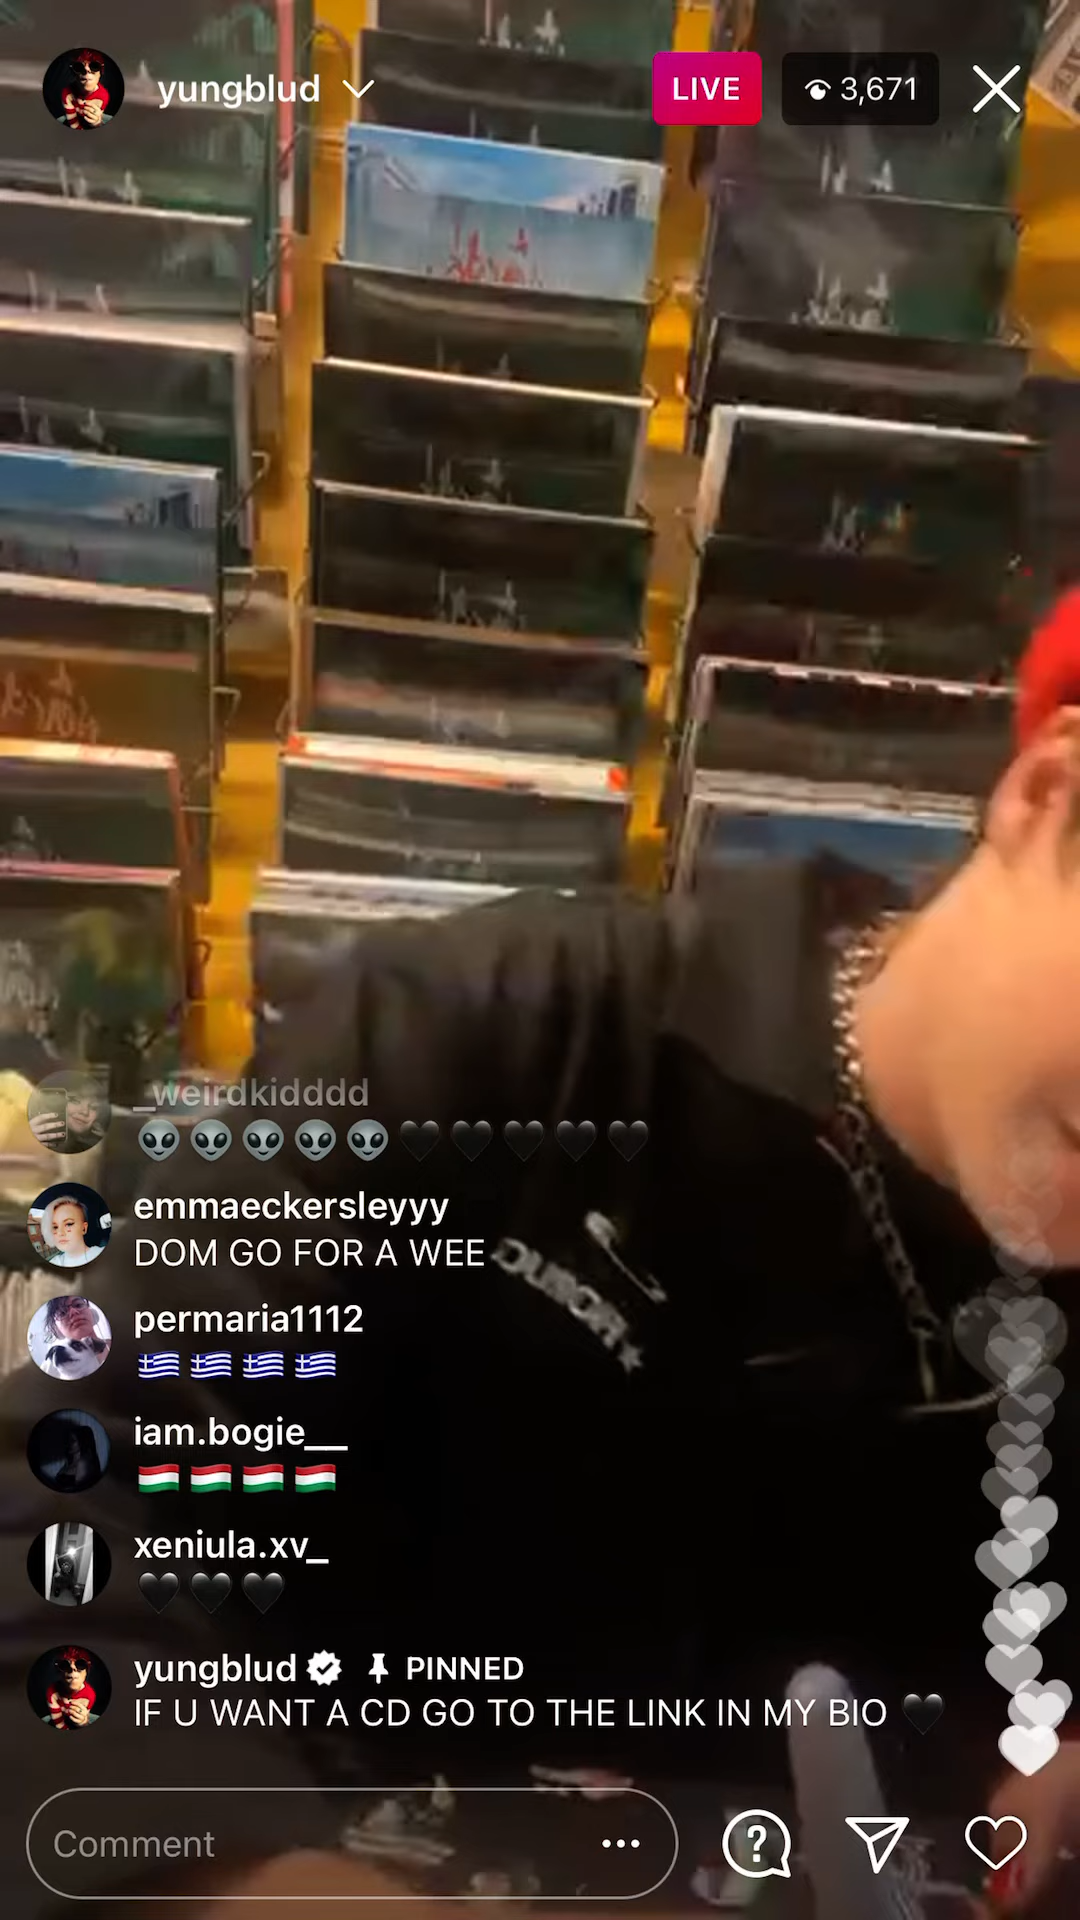 yungblud
LIVE
3,671
_weirdkidddd
👽👽👽👽👽🖤🖤🖤🖤🖤
emmaeckersleyyy
DOM GO FOR A WEE
permaria1112
🇬🇷🇬🇷🇬🇷🇬🇷
iam.bogie__
🇭🇺🇭🇺🇭🇺🇭🇺
xeniula.xv_
🖤🖤🖤
yungblud PINNED
IF U WANT A CD GO TO THE LINK IN MY BIO 🖤
Comment